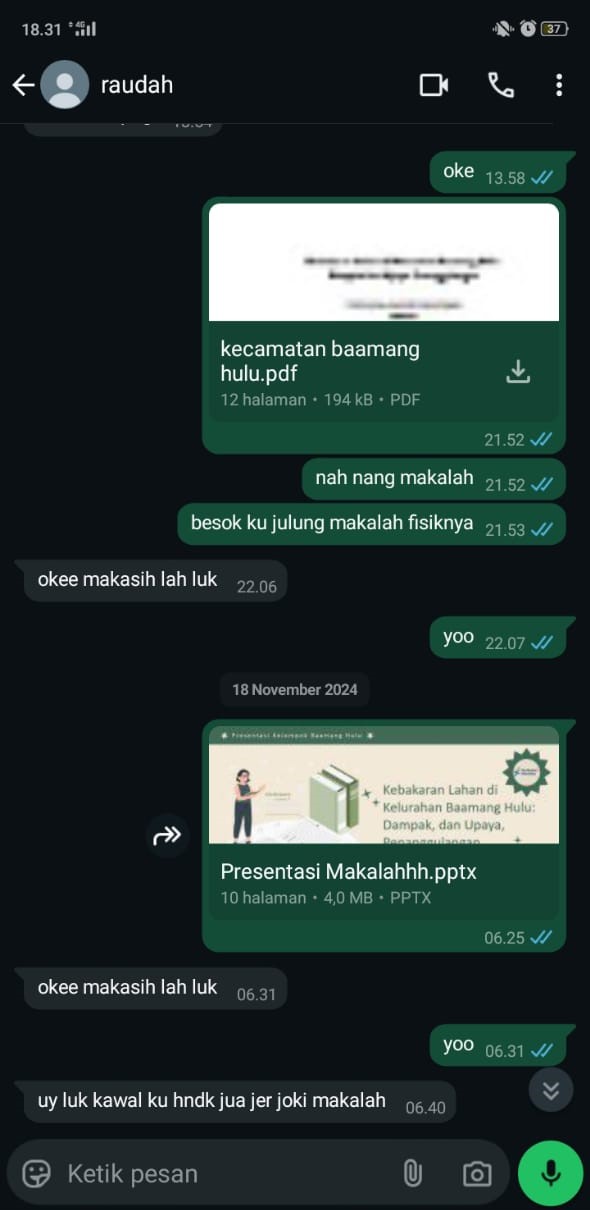 18.31 4G 37
raudah
oke 13.58
kecamatan baamang
hulu.pdf
12 halaman • 194 kB • PDF
21.52
nah nang makalah 21.52
besok ku julung makalah fisiknya 21.53
okee makasih lah luk 22.06
yoo 22.07
18 November 2024
Presentasi Kelompok Baamang Hulu
Kebakaran Lahan di
Kelurahan Baamang Hulu:
Dampak, dan Upaya,
Penanggulangan
Presentasi Makalahhh.pptx
10 halaman • 4,0 MB • PPTX
06.25
okee makasih lah luk 06.31
yoo 06.31
uy luk kawal ku hndk jua jer joki makalah 06.40
Ketik pesan